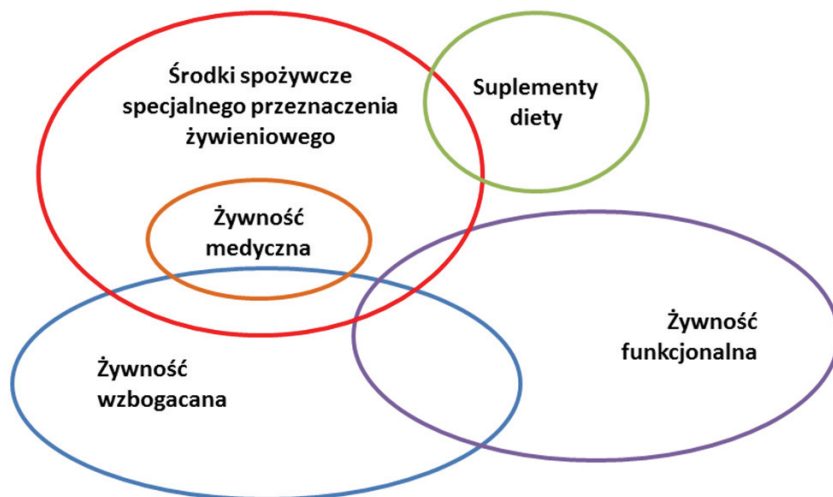 Środki spożywcze
specjalnego przeznaczenia
żywieniowego
Suplementy
diety
Żywność
medyczna
Żywność
funkcjonalna
Żywność
wzbogacana